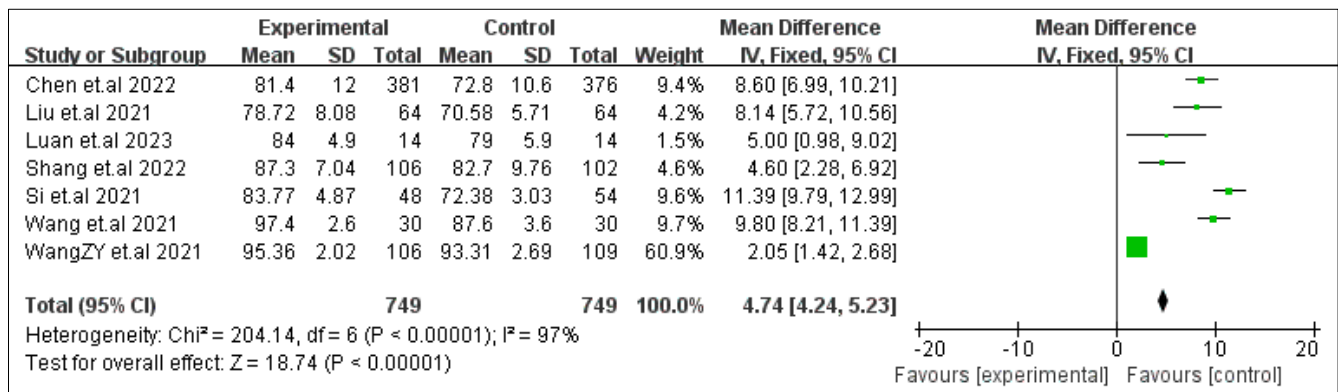 Experimental Control Mean Difference Mean Difference
Study or Subgroup Mean SD Total Mean SD Total Weight IV, Fixed, 95% CI IV, Fixed, 95% CI
Chen et.al 2022 81.4 12 381 72.8 10.6 376 9.4% 8.60 [6.99, 10.21]
Liu et.al 2021 78.72 8.08 64 70.58 5.71 64 4.2% 8.14 [5.72, 10.56]
Luan et.al 2023 84 4.9 14 79 5.9 14 1.5% 5.00 [0.98, 9.02]
Shang et.al 2022 87.3 7.04 106 82.7 9.76 102 4.6% 4.60 [2.28, 6.92]
Si et.al 2021 83.77 4.87 48 72.38 3.03 54 9.6% 11.39 [9.79, 12.99]
Wang et.al 2021 97.4 2.6 30 87.6 3.6 30 9.7% 9.80 [8.21, 11.39]
WangZY et.al 2021 95.36 2.02 106 93.31 2.69 109 60.9% 2.05 [1.42, 2.68]
Total (95% CI) 749 749 100.0% 4.74 [4.24, 5.23]
Heterogeneity: Chi² = 204.14, df = 6 (P < 0.00001); I² = 97%
Test for overall effect: Z = 18.74 (P < 0.00001)
-20 -10 0 10 20
Favours [experimental] Favours [control]